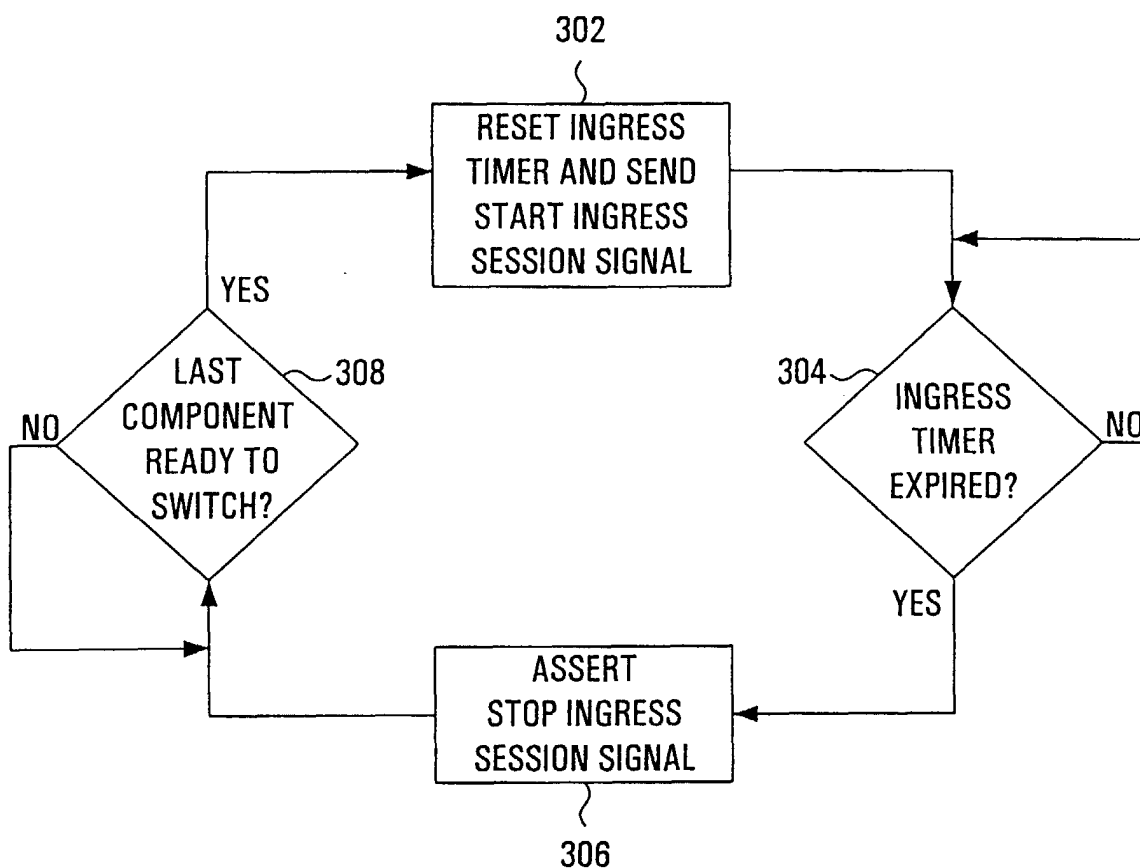 302
RESET INGRESS
TIMER AND SEND
START INGRESS
SESSION SIGNAL
YES
LAST
COMPONENT
READY TO
SWITCH?
308
NO
304
INGRESS
TIMER
EXPIRED?
NO
YES
ASSERT
STOP INGRESS
SESSION SIGNAL
306